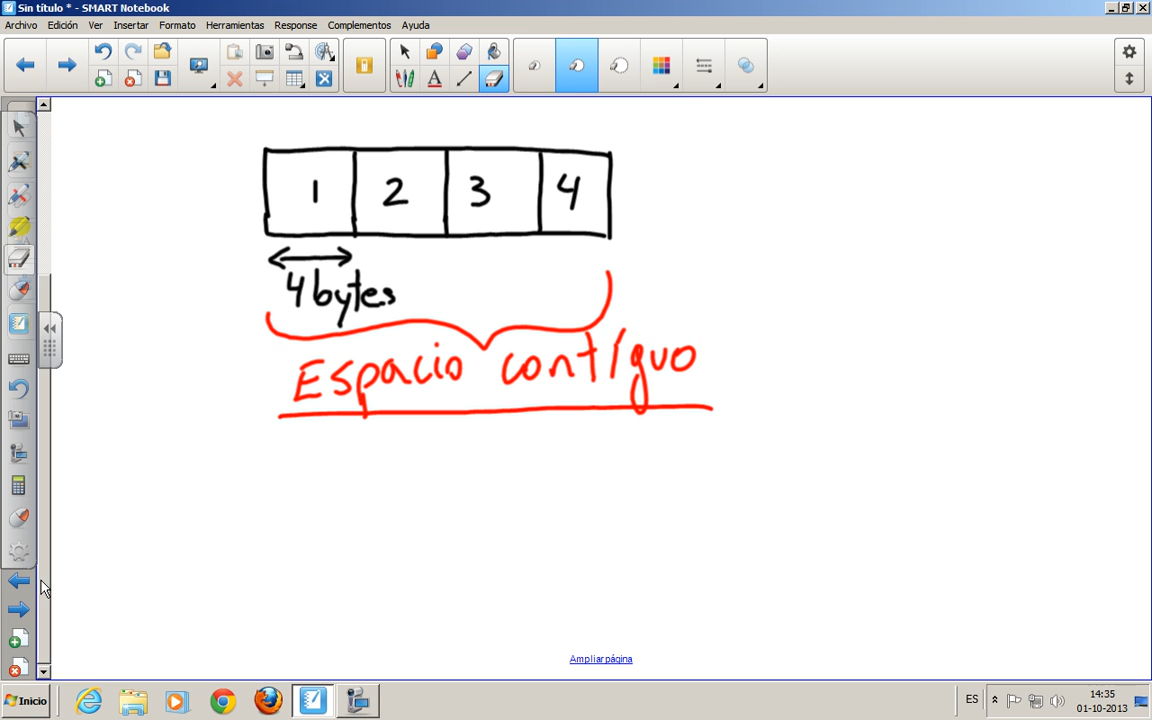 Sin título * - SMART Notebook
Archivo Edición Ver Insertar Formato Herramientas Response Complementos Ayuda
1 2 3 4
4 bytes
Espacio contíguo
Ampliar página
Inicio
ES
14:35
01-10-2013